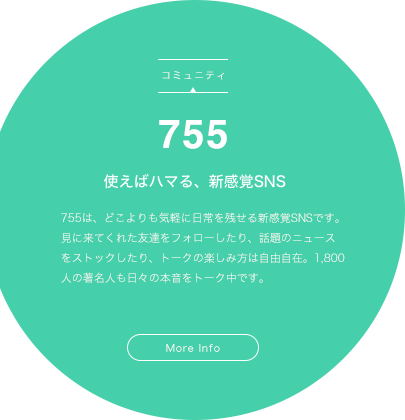 コミュニティ
755
使えばハマる、新感覚SNS
755は、どこよりも気軽に日常を残せる新感覚SNSです。
見に来てくれた友達をフォローしたり、話題のニュース
をストックしたり、トークの楽しみ方は自由自在。1,800
人の著名人も日々の本音をトーク中です。
More Info